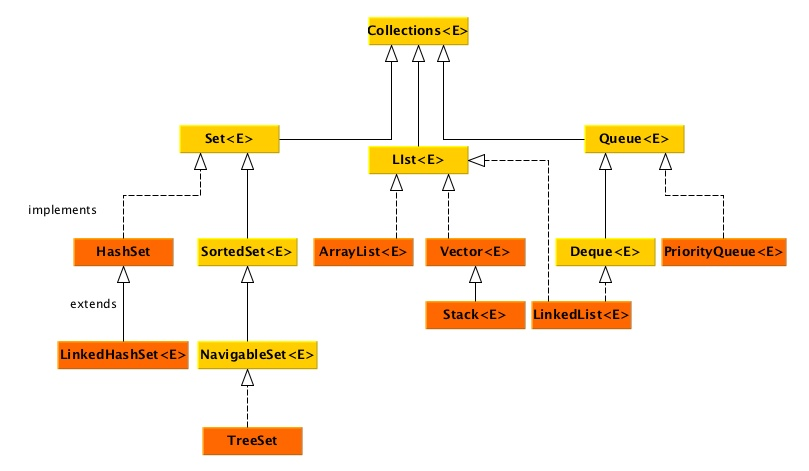 Collections<E>
Set<E>
Queue<E>
LIst<E>
implements
HashSet
SortedSet<E>
ArrayList<E>
Vector<E>
Deque<E>
PriorityQueue<E>
extends
Stack<E>
LinkedList<E>
LinkedHashSet<E>
NavigableSet<E>
TreeSet